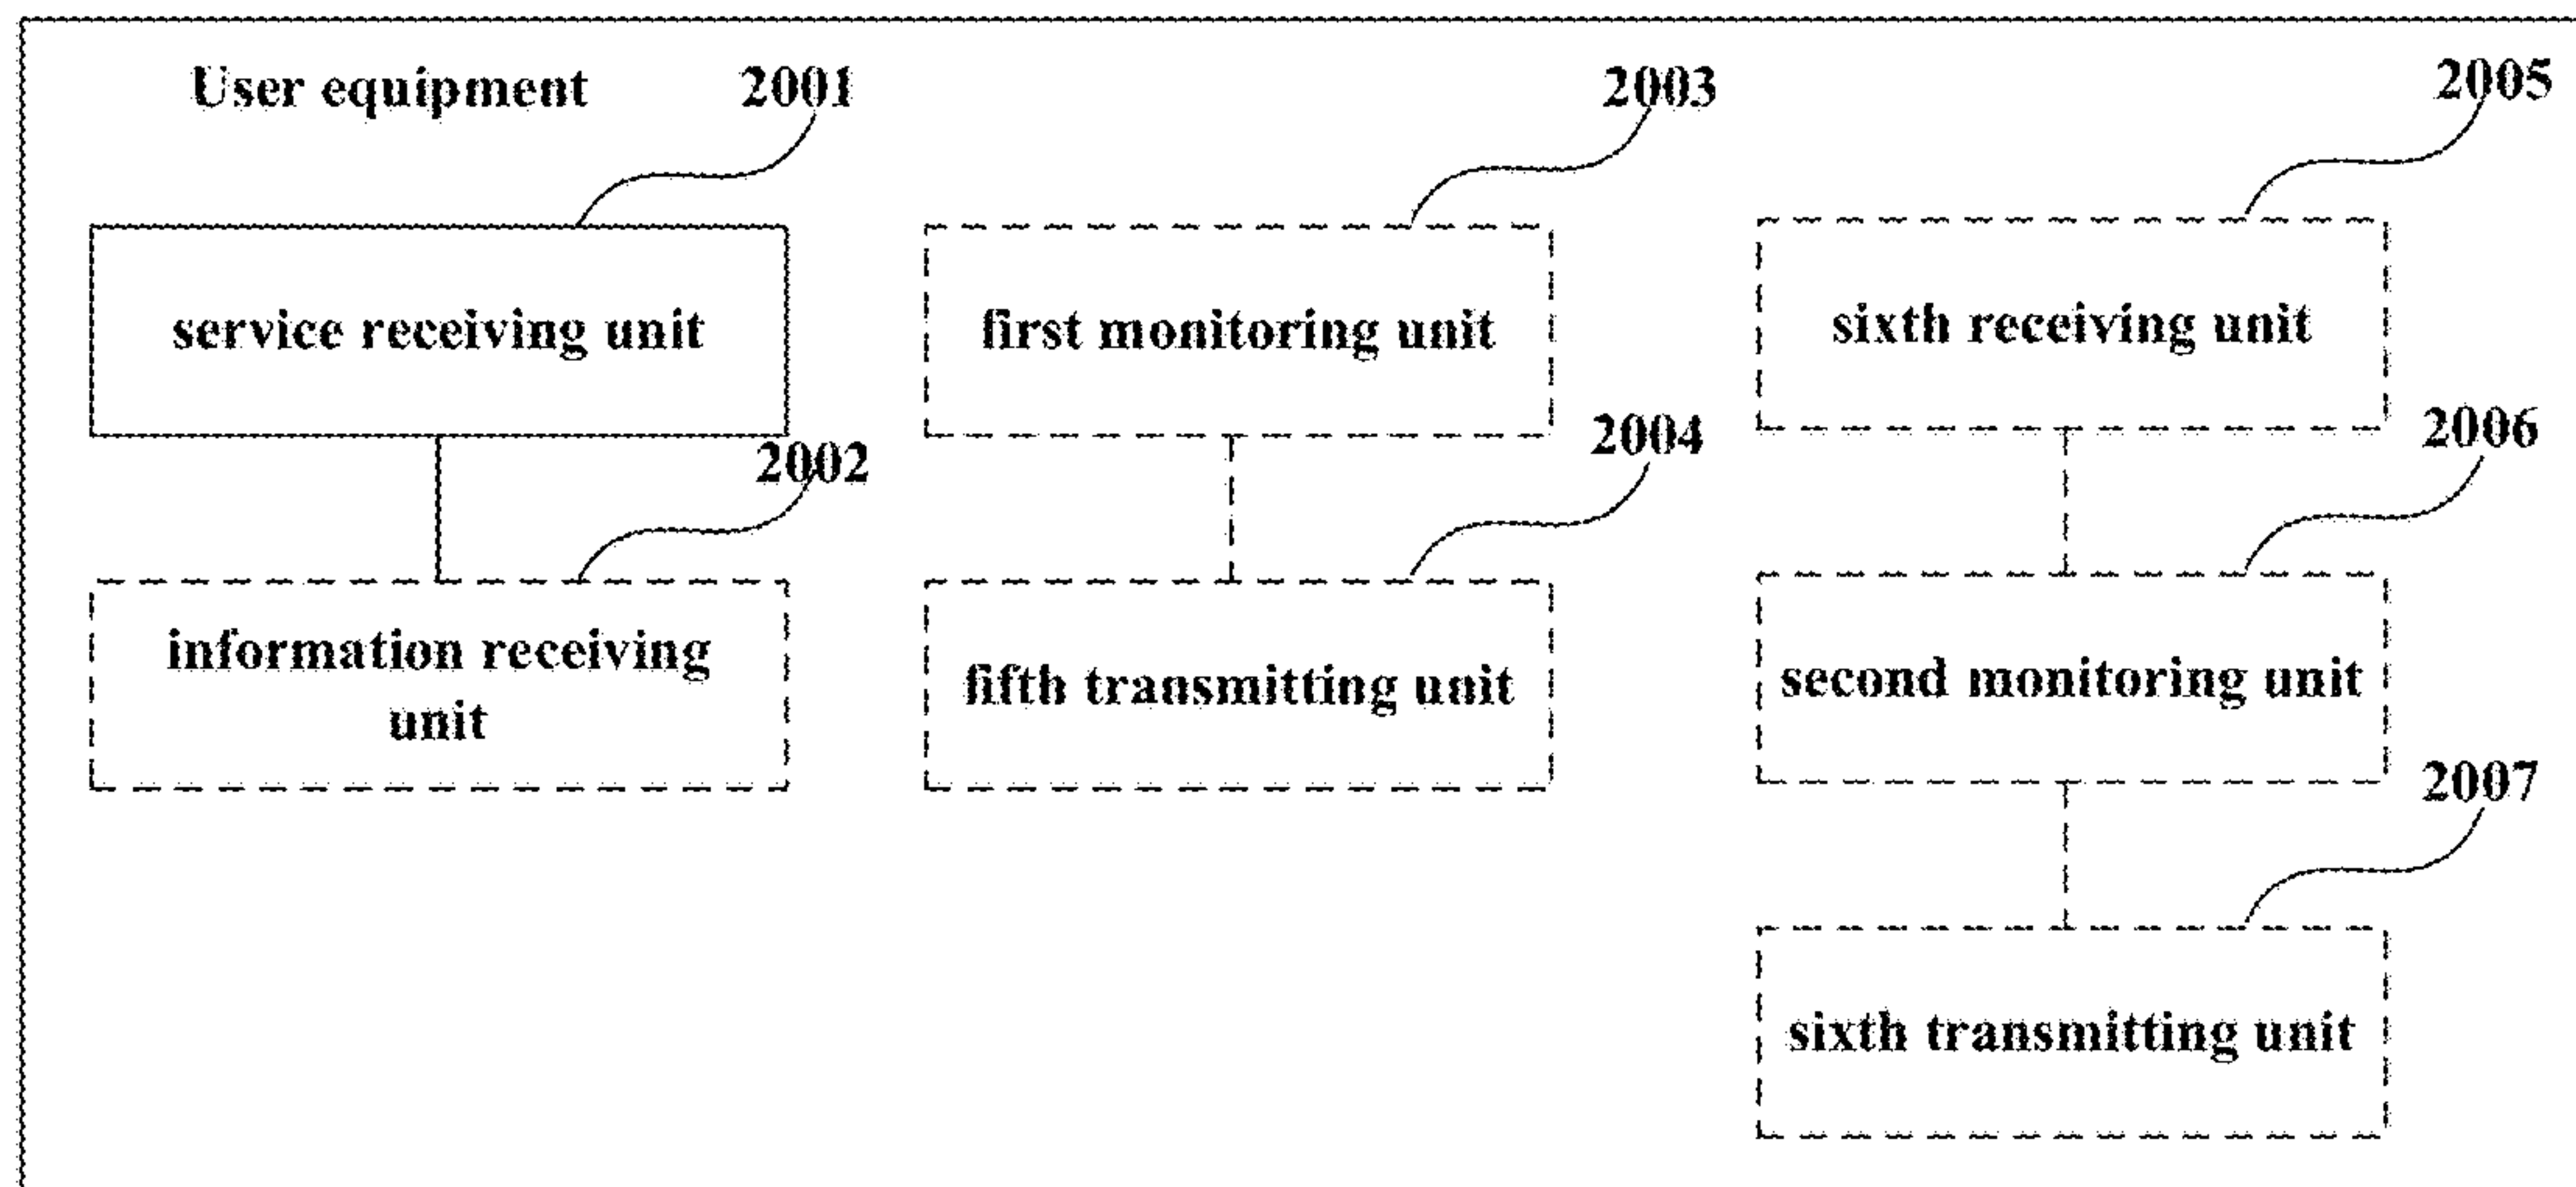 User equipment
2001
2003
2005
service receiving unit
first monitoring unit
sixth receiving unit
2002
2004
2006
information receiving
unit
fifth transmitting unit
second monitoring unit
2007
sixth transmitting unit